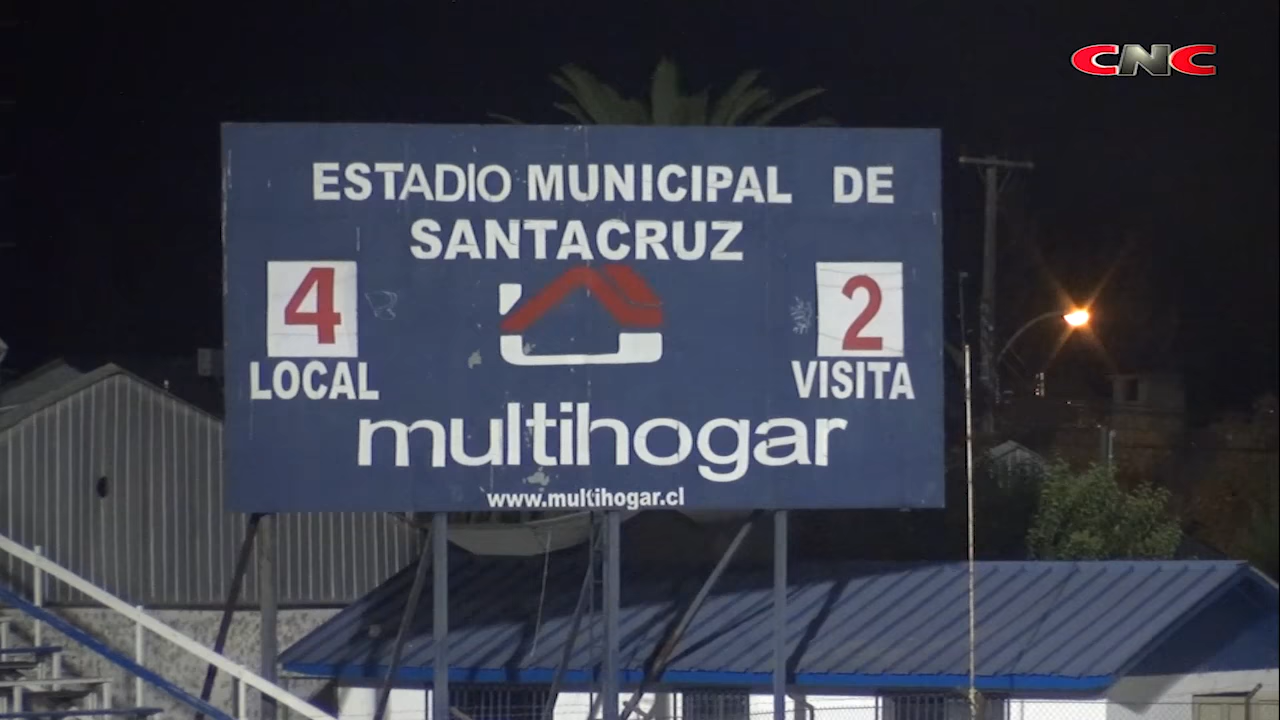 CNC
ESTADIO MUNICIPAL DE
SANTACRUZ
4 2
LOCAL VISITA
multihogar
www.multihogar.cl